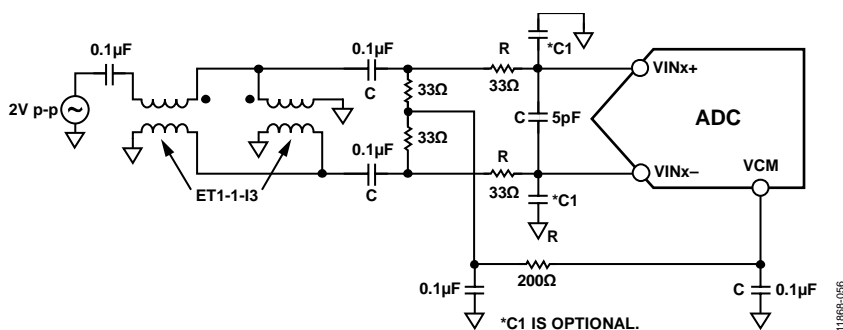 0.1µF
2V p-p
ET1-1-I3
0.1µF
C
33Ω
33Ω
0.1µF
C
R
33Ω
*C1
C
5pF
R
33Ω
*C1
R
VINx+
ADC
VINx–
VCM
0.1µF
200Ω
C
0.1µF
*C1 IS OPTIONAL.
11868-056